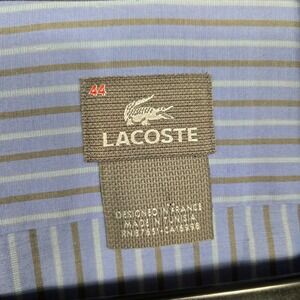 44
LACOSTE
DESIGNED IN FRANCE
MADE IN TUNISIA